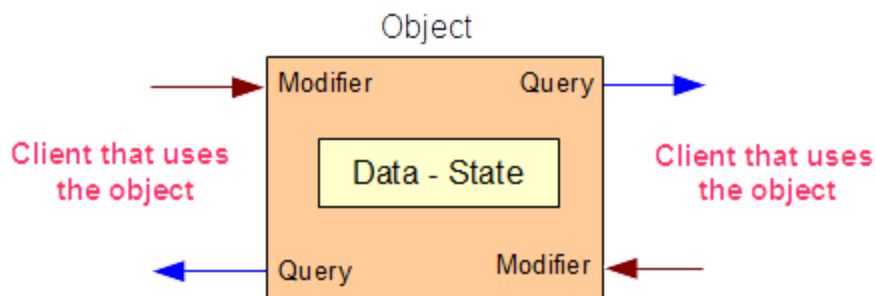 Object
Modifier
Query
Client that uses
the object
Data - State
Client that uses
the object
Query
Modifier